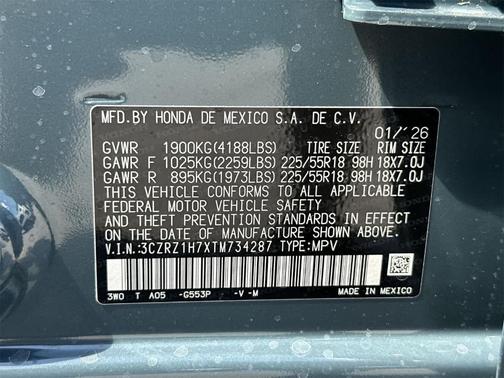 MFD.BY HONDA DE MEXICO S.A. DE C.V.
01/'26
GVWR 1900KG(4188LBS) TIRE SIZE RIM SIZE
GAWR F 1025KG(2259LBS) 225/55R18 98H 18X7.0J
GAWR R 895KG(1973LBS) 225/55R18 98H 18X7.0J
THIS VEHICLE CONFORMS TO ALL APPLICABLE
FEDERAL MOTOR VEHICLE SAFETY
AND THEFT PREVENTION STANDARDS IN EFFECT
ON THE DATE OF MANUFACTURE SHOWN ABOVE.
V.I.N:3CZRZ1H7XTM734287 TYPE:MPV
3W0 T A05 -G553P -V -M MADE IN MEXICO